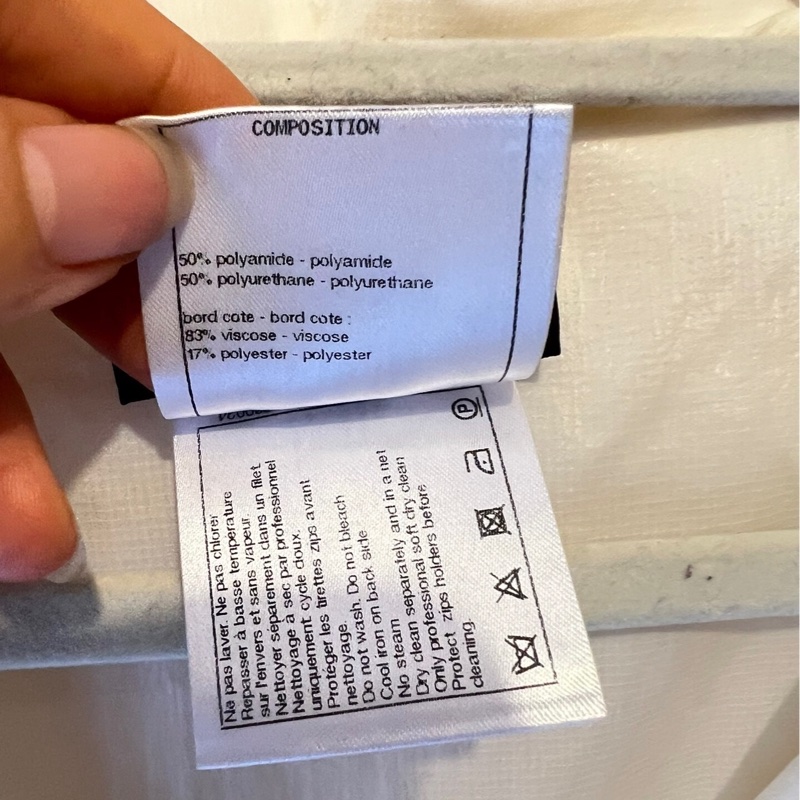 COMPOSITION
50% polyamide - polyamide
50% polyurethane - polyurethane
bord cote - bord cote :
83% viscose - viscose
17% polyester - polyester
Ne pas laver. Ne pas chlorer
Repasser à basse temperature
sur l'envers et sans vapeur.
Nettoyer séparement dans un filet
Nettoyage à sec par professionnel
uniquement, cycle doux.
Protéger les tirettes zips avant
nettoyage.
Do not wash. Do not bleach
Cool iron on back side
No steam
Dry clean separately and in a net
Only professional soft dry clean
Protect zips holders before
cleaning.
P